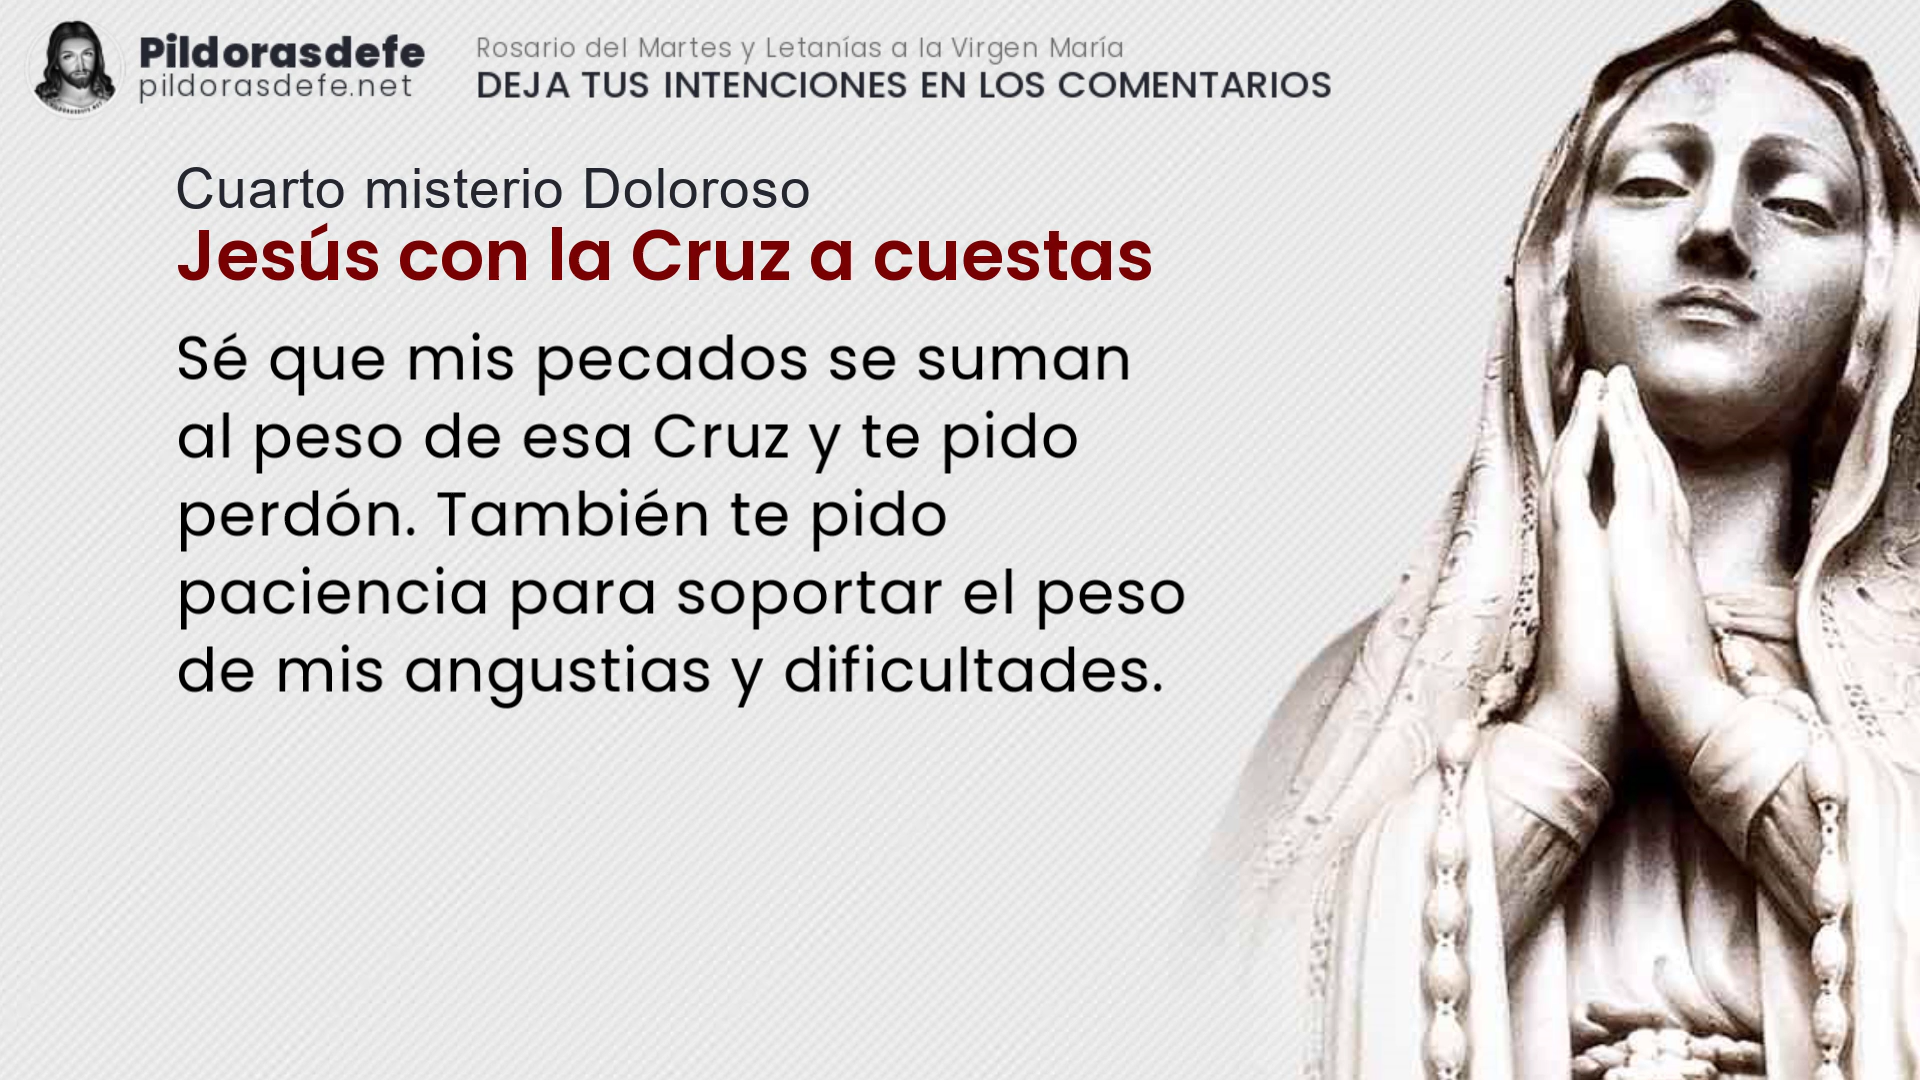 Pildorasdefe
pildorasdefe.net
Rosario del Martes y Letanías a la Virgen María
DEJA TUS INTENCIONES EN LOS COMENTARIOS
Cuarto misterio Doloroso
Jesús con la Cruz a cuestas
Sé que mis pecados se suman
al peso de esa Cruz y te pido
perdón. También te pido
paciencia para soportar el peso
de mis angustias y dificultades.